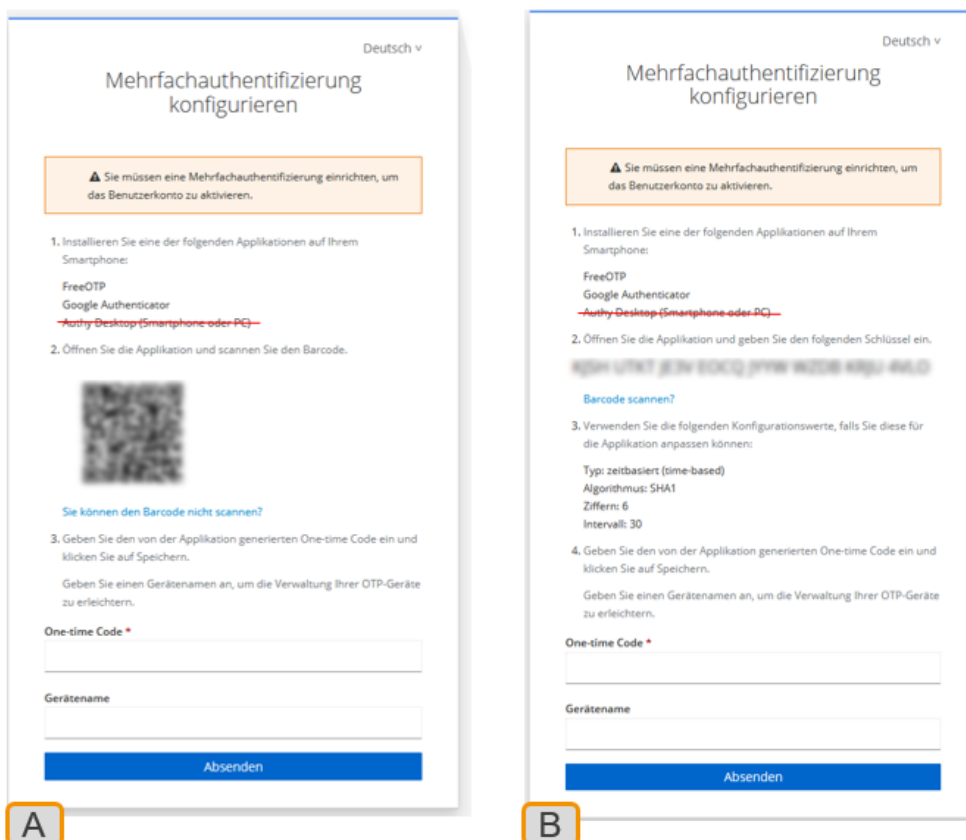 Deutsch v
Mehrfachauthentifizierung
konfigurieren
Sie müssen eine Mehrfachauthentifizierung einrichten, um
das Benutzerkonto zu aktivieren.
1. Installieren Sie eine der folgenden Applikationen auf Ihrem
Smartphone:
FreeOTP
Google Authenticator
Authy Desktop (Smartphone oder PC)
2. Öffnen Sie die Applikation und scannen Sie den Barcode.
Sie können den Barcode nicht scannen?
3. Geben Sie den von der Applikation generierten One-time Code ein und
klicken Sie auf Speichern.
Geben Sie einen Gerätenamen an, um die Verwaltung Ihrer OTP-Geräte
zu erleichtern.
One-time Code *
Gerätename
Absenden
A
Deutsch v
Mehrfachauthentifizierung
konfigurieren
Sie müssen eine Mehrfachauthentifizierung einrichten, um
das Benutzerkonto zu aktivieren.
1. Installieren Sie eine der folgenden Applikationen auf Ihrem
Smartphone:
FreeOTP
Google Authenticator
Authy Desktop (Smartphone oder PC)
2. Öffnen Sie die Applikation und geben Sie den folgenden Schlüssel ein.
Barcode scannen?
3. Verwenden Sie die folgenden Konfigurationswerte, falls Sie diese für
die Applikation anpassen können:
Typ: zeitbasiert (time-based)
Algorithmus: SHA1
Ziffern: 6
Intervall: 30
4. Geben Sie den von der Applikation generierten One-time Code ein und
klicken Sie auf Speichern.
Geben Sie einen Gerätenamen an, um die Verwaltung Ihrer OTP-Geräte
zu erleichtern.
One-time Code *
Gerätename
Absenden
B